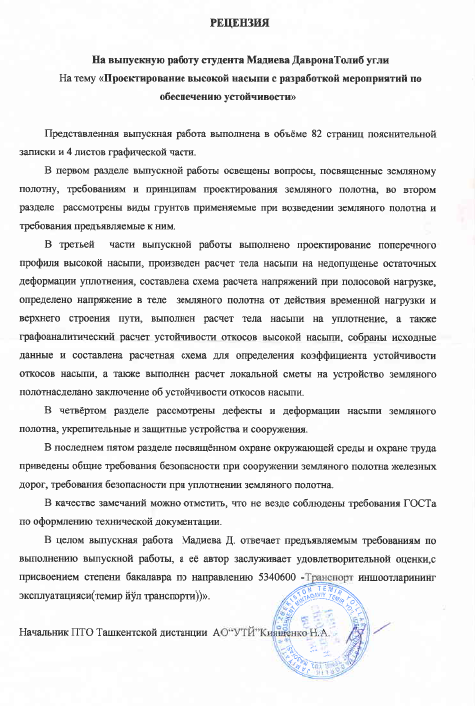 РЕЦЕНЗИЯ
На выпускную работу студента Мадиева ДавронаТолиб угли
На тему «Проектирование высокой насыпи с разработкой мероприятий по
обеспечению устойчивости»
Представленная выпускная работа выполнена в объёме 82 страниц пояснительной
записки и 4 листов графической части.
В первом разделе выпускной работы освещены вопросы, посвященные земляному
полотну, требованиям и принципам проектирования земляного полотна, во втором
разделе рассмотрены виды грунтов применяемые при возведении земляного полотна и
требования предъявляемые к ним.
В третьей части выпускной работы выполнено проектирование поперечного
профиля высокой насыпи, произведен расчет тела насыпи на недопущенье остаточных
деформации уплотнения, составлена схема расчета напряжений при полосовой нагрузке,
определено напряжение в теле земляного полотна от действия временной нагрузки и
верхнего строения пути, выполнен расчет тела насыпи на уплотнение, а также
графоаналитический расчет устойчивости откосов высокой насыпи, собраны исходные
данные и составлена расчетная схема для определения коэффициента устойчивости
откосов насыпи, а также выполнен расчет локальной сметы на устройство земляного
полотнасделано заключение об устойчивости откосов насыпи.
В четвёртом разделе рассмотрены дефекты и деформации насыпи земляного
полотна, укрепительные и защитные устройства и сооружения.
В последнем пятом разделе посвящённом охране окружающей среды и охране труда
приведены общие требования безопасности при сооружении земляного полотна железных
дорог, требования безопасности при уплотнении земляного полотна.
В качестве замечаний можно отметить, что не везде соблюдены требования ГОСТа
по оформлению технической документации.
В целом выпускная работа Мадиева Д. отвечает предъявляемым требованиям по
выполнению выпускной работы, а её автор заслуживает удовлетворительной оценки,с
присвоением степени бакалавра по направлению 5340600 -Транспорт иншоотларининг
эксплуатацияси(темир йўл транспорти))».
Начальник ПТО Ташкентской дистанции АО“УТЙ”Кияшенко Н.А.